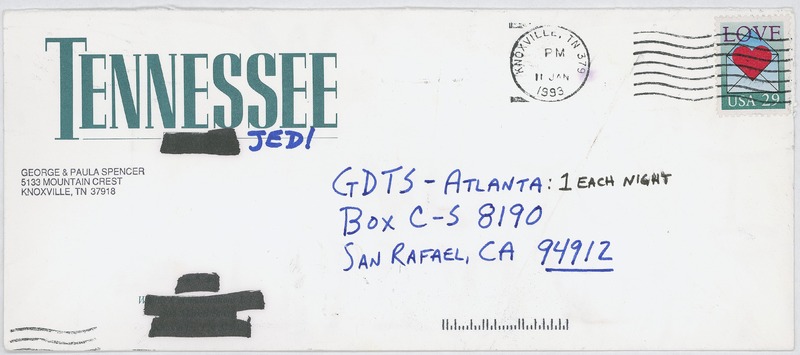 TENNESSEE
JEDI
GEORGE & PAULA SPENCER
5133 MOUNTAIN CREST
KNOXVILLE, TN 37918
KNOXVILLE, TN 379
PM
11 JAN
1993
LOVE
USA 29
GDTS - ATLANTA: 1 EACH NIGHT
BOX C-S 8190
SAN RAFAEL, CA 94912